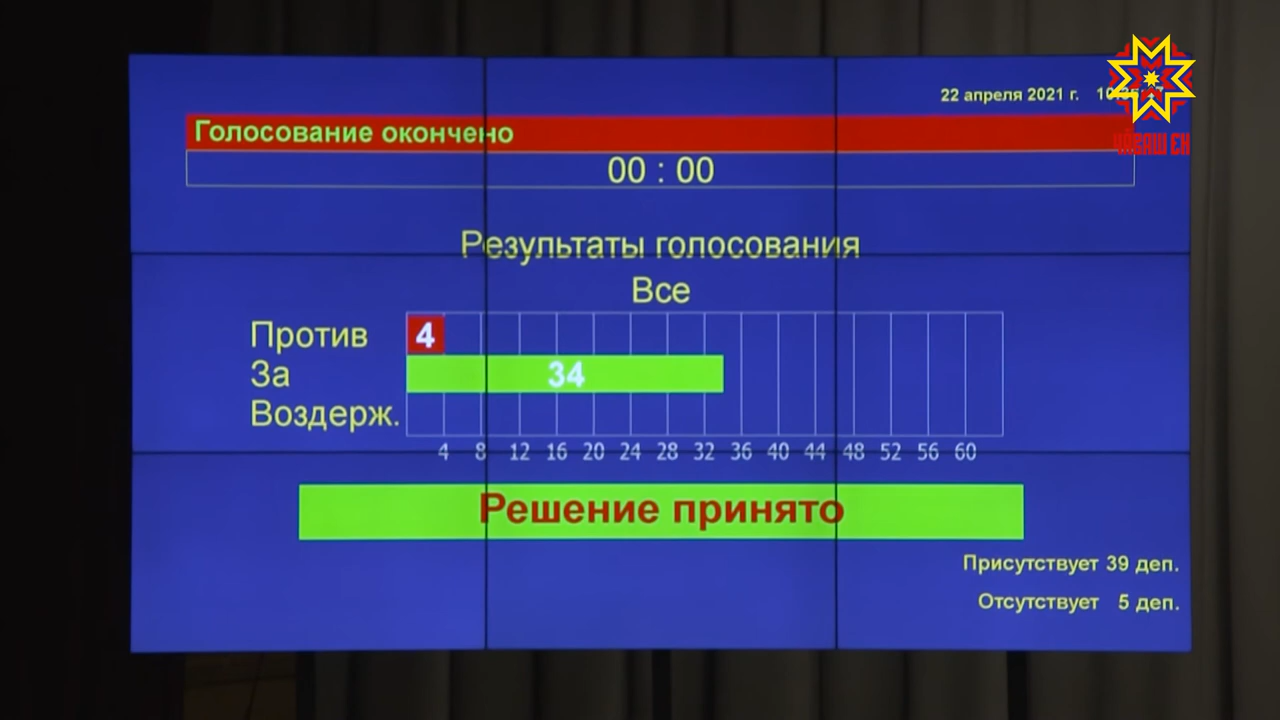 22 апреля 2021 г.
Голосование окончено
00 : 00
ЧӐВАШ ЕН
Результаты голосования
Все
Против 4
За 34
Воздерж.
4 8 12 16 20 24 28 32 36 40 44 48 52 56 60
Решение принято
Присутствует 39 деп.
Отсутствует 5 деп.